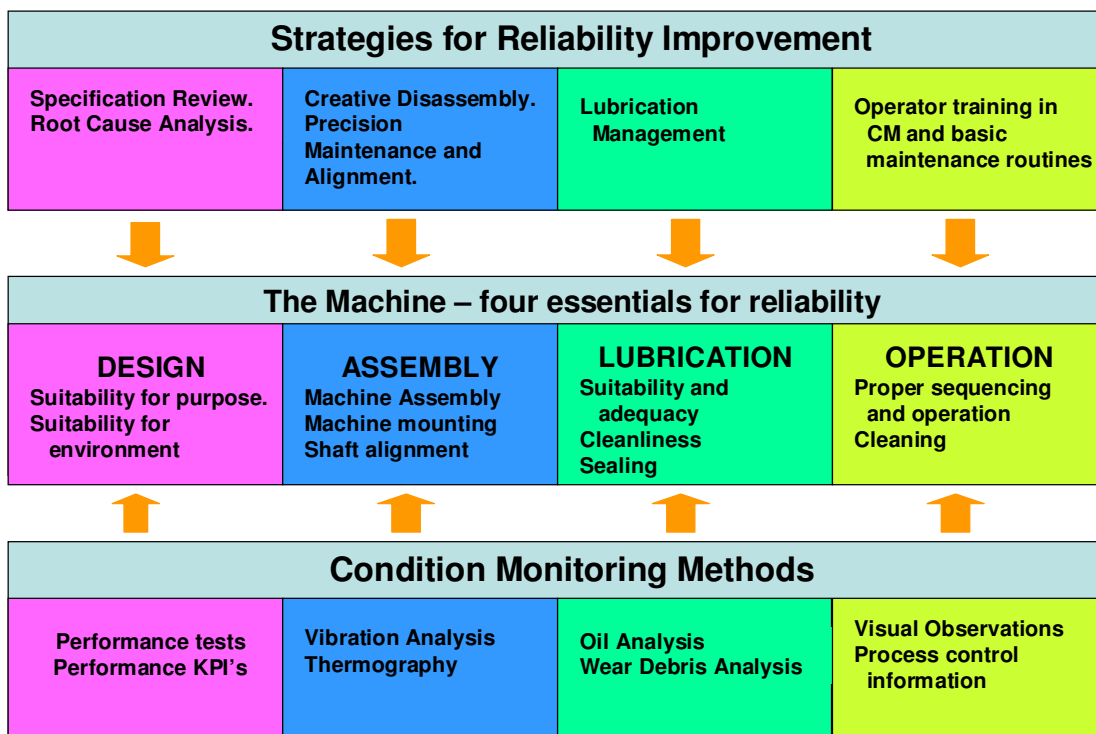 Strategies for Reliability Improvement
Specification Review.
Root Cause Analysis.
Creative Disassembly.
Precision
Maintenance and
Alignment.
Lubrication
Management
Operator training in
CM and basic
maintenance routines
The Machine – four essentials for reliability
DESIGN
Suitability for purpose.
Suitability for
environment
ASSEMBLY
Machine Assembly
Machine mounting
Shaft alignment
LUBRICATION
Suitability and
adequacy
Cleanliness
Sealing
OPERATION
Proper sequencing
and operation
Cleaning
Condition Monitoring Methods
Performance tests
Performance KPI's
Vibration Analysis
Thermography
Oil Analysis
Wear Debris Analysis
Visual Observations
Process control
information